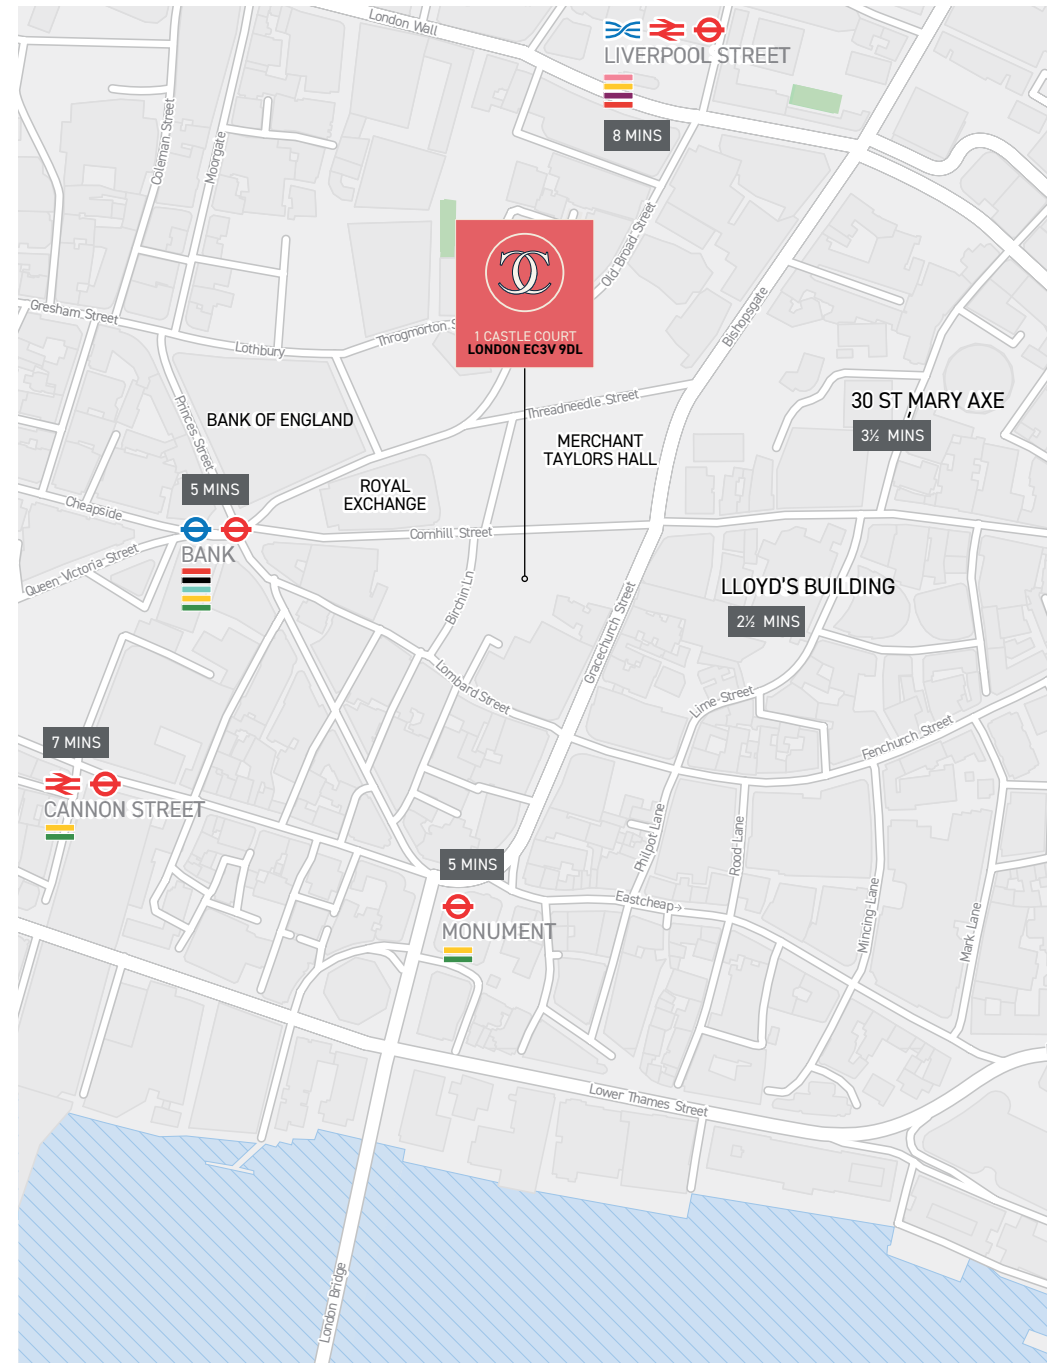 London Wall
LIVERPOOL STREET
8 MINS
Coleman Street
Moorgate
Old Broad Street
1 CASTLE COURT
LONDON EC3V 9DL
Gresham Street
Lothbury
Throgmorton
Bishopsgate
Threadneedle Street
Princes Street
BANK OF ENGLAND
MERCHANT
TAYLORS HALL
30 ST MARY AXE
3½ MINS
5 MINS
ROYAL
EXCHANGE
Cheapside
Cornhill Street
BANK
Queen Victoria Street
Birchin Ln
Gracechurch Street
LLOYD'S BUILDING
2½ MINS
Lombard Street
Lime Street
Fenchurch Street
7 MINS
CANNON STREET
Philpot Lane
Rood Lane
5 MINS
Eastcheap
MONUMENT
Mincing Lane
Mark Lane
Lower Thames Street
London Bridge